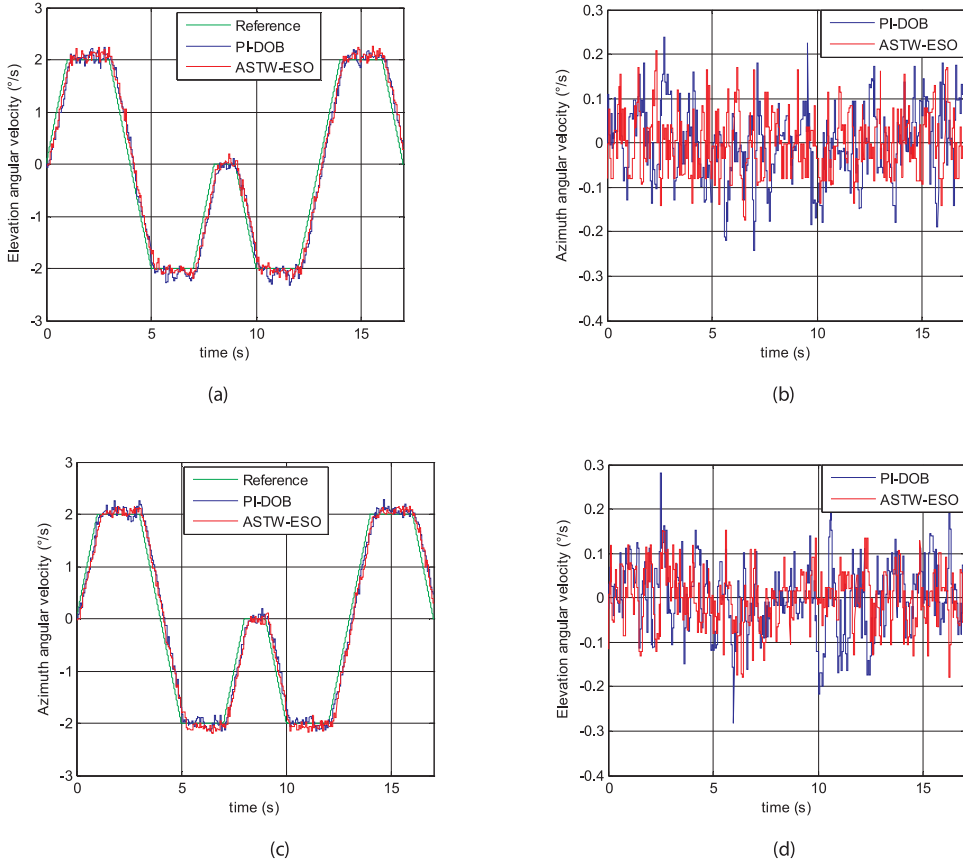 Reference
PI-DOB
ASTW-ESO
Elevation angular velocity (°/s)
3
2
1
0
-1
-2
-3
0
5
10
15
time (s)
(a)
PI-DOB
ASTW-ESO
Azimuth angular velocity (°/s)
0.3
0.2
0.1
0
-0.1
-0.2
-0.3
-0.4
0
5
10
15
time (s)
(b)
Reference
PI-DOB
ASTW-ESO
Azimuth angular velocity (°/s)
3
2
1
0
-1
-2
-3
0
5
10
15
time (s)
(c)
PI-DOB
ASTW-ESO
Elevation angular velocity (°/s)
0.3
0.2
0.1
0
-0.1
-0.2
-0.3
-0.4
0
5
10
15
time (s)
(d)